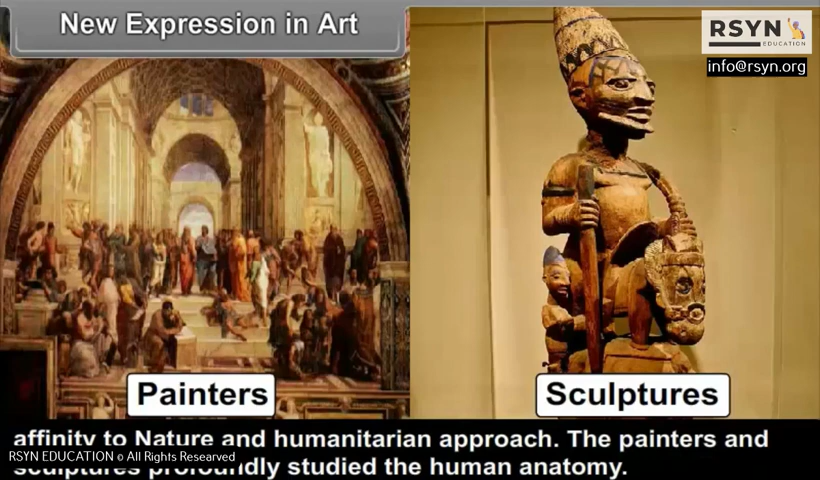 New Expression in Art
RSYN
EDUCATION
info@rsyn.org
Painters
Sculptures
affinity to Nature and humanitarian approach. The painters and
RSYN EDUCATION © All Rights Researved
sculptures profoundly studied the human anatomy.